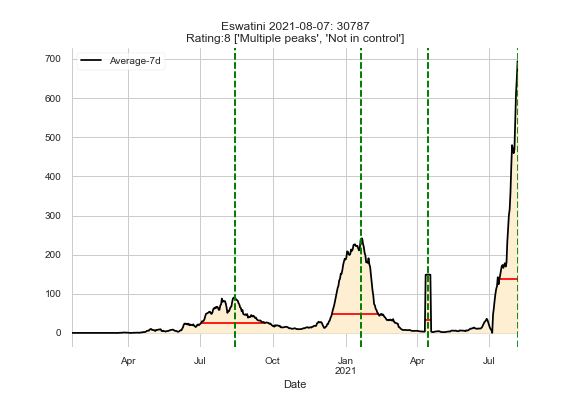 Eswatini 2021-08-07: 30787
Rating:8 ['Multiple peaks', 'Not in control']
Average-7d
700
600
500
400
300
200
100
0
Apr
Jul
Oct
Jan
2021
Apr
Jul
Date